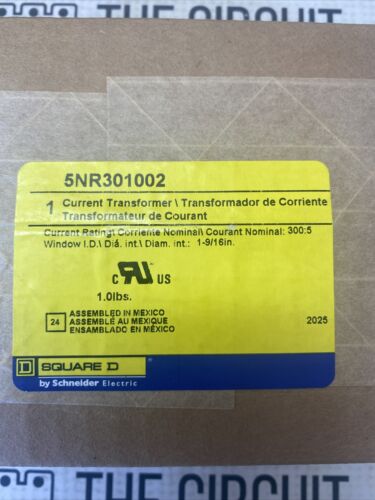 THE CIRCUIT
5NR301002
1 Current Transformer \ Transformador de Corriente
Transformateur de Courant
Current Rating\ Corriente Nominal\ Courant Nominal: 300:5
Window I.D.\ Diá. int.\ Diam. int.: 1-9/16in.
c RU US
1.0lbs.
24
ASSEMBLED IN MEXICO
ASSEMBLÉ AU MEXIQUE
ENSAMBLADO EN MÉXICO
2025
D SQUARE D
by Schneider Electric
THE CIRCUIT